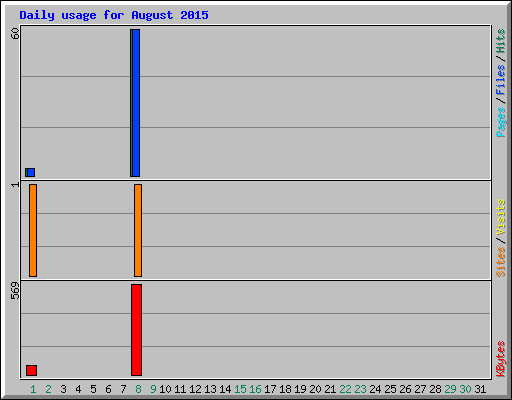 Daily usage for August 2015
60
1
569
Pages / Files / Hits
Sites / Visits
KBytes
1 2 3 4 5 6 7 8 9 10 11 12 13 14 15 16 17 18 19 20 21 22 23 24 25 26 27 28 29 30 31